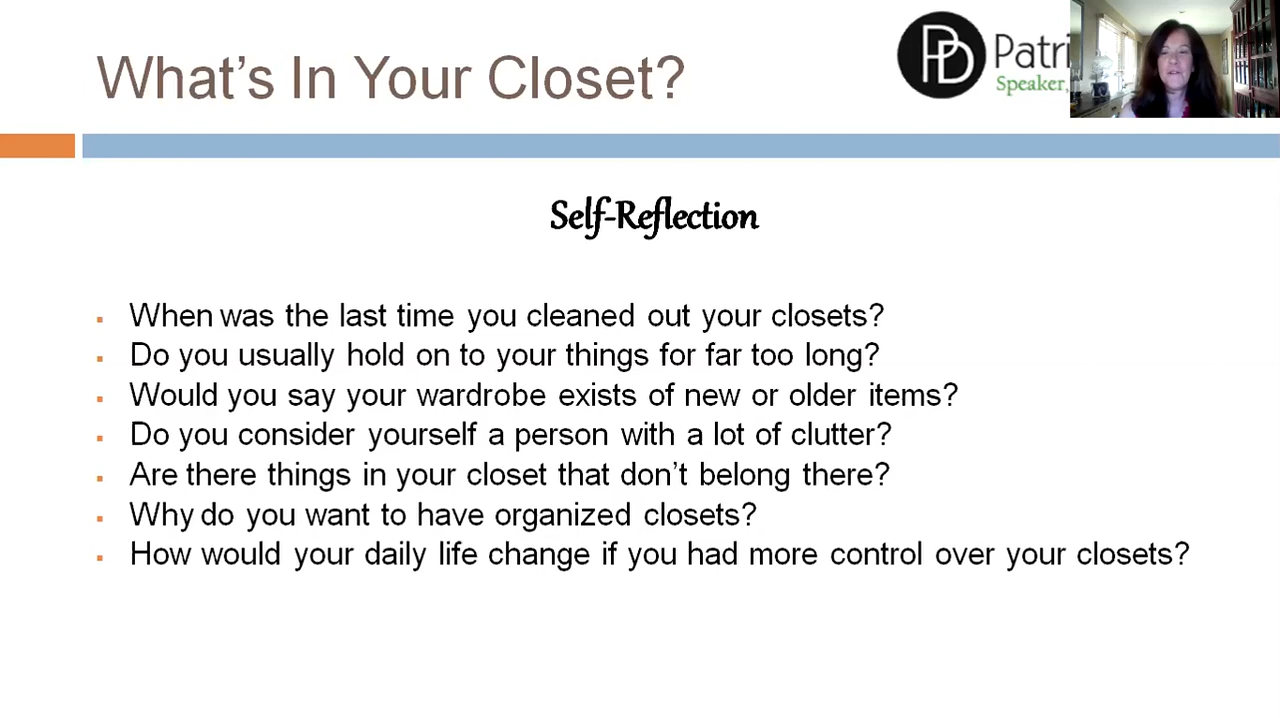 What's In Your Closet?
PD
Speaker,
Self-Reflection
When was the last time you cleaned out your closets?
Do you usually hold on to your things for far too long?
Would you say your wardrobe exists of new or older items?
Do you consider yourself a person with a lot of clutter?
Are there things in your closet that don't belong there?
Why do you want to have organized closets?
How would your daily life change if you had more control over your closets?